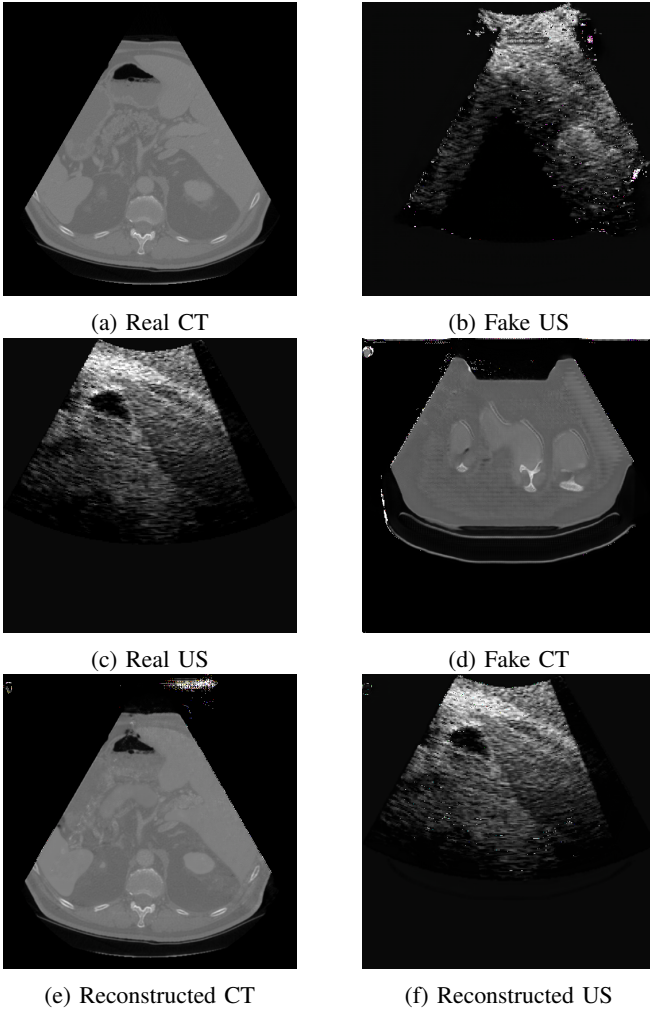 (a) Real CT
(b) Fake US
(c) Real US
(d) Fake CT
(e) Reconstructed CT
(f) Reconstructed US